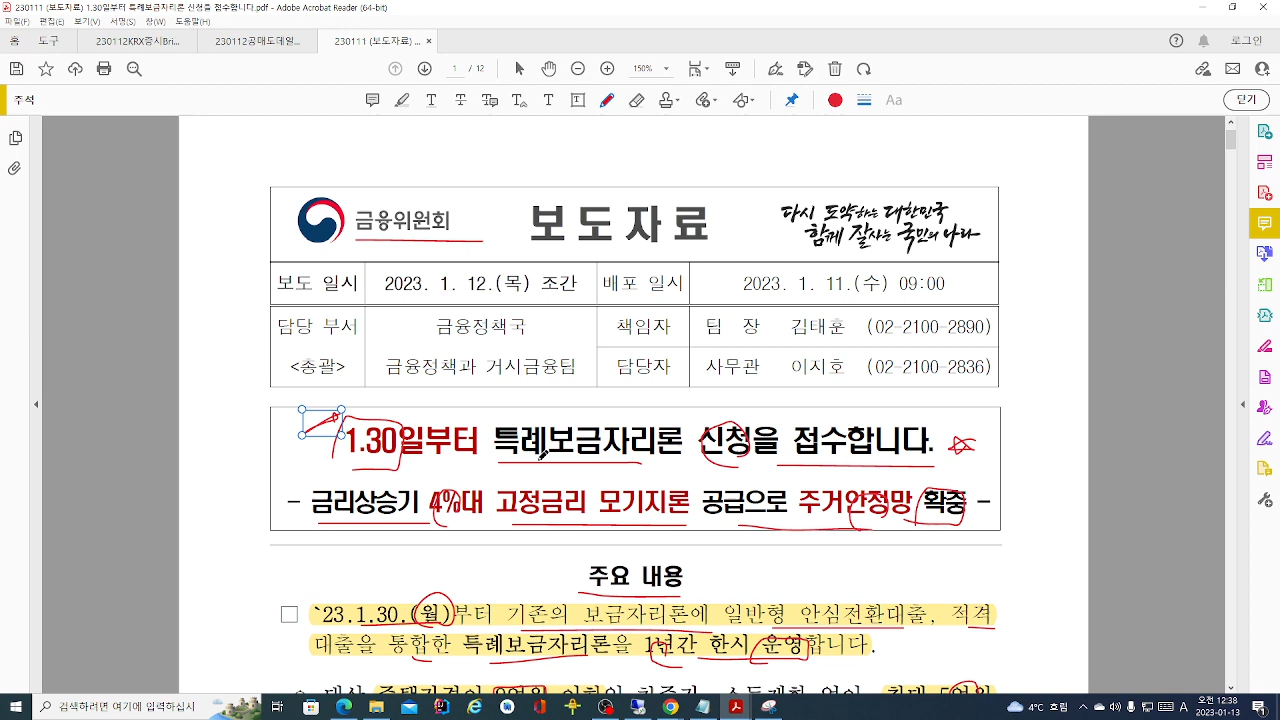 230111 (보도자료) 1.30일부터 특례보금자리론 신청을 접수합니다.pdf - Adobe Acrobat Reader (64-bit)
파일(F) 편집(E) 보기(V) 서명(S) 창(W) 도움말(H)
홈 도구 230112KRX증시Bri... 230112공매도데일... 230111 (보도자료) ... × 로그인
1 / 12 150%
주석 Aa 닫기
금융위원회 보도자료 다시 도약하는 대한민국
함께 잘사는 국민의 나라
보도 일시 2023. 1. 12.(목) 조간 배포 일시 2023. 1. 11.(수) 09:00
담당 부서 금융정책국 책임자 팀 장 김태훈 (02-2100-2890)
<총괄> 금융정책과 거시금융팀 담당자 사무관 이지호 (02-2100-2836)
1.30일부터 특례보금자리론 신청을 접수합니다.
- 금리상승기 4%대 고정금리 모기지론 공급으로 주거안정망 확충 -
주요 내용
□ `23.1.30.(월)부터 기존의 보금자리론에 일반형 안심전환대출, 적격
대출을 통합한 특례보금자리론을 1년간 한시 운영합니다.
검색하려면 여기에 입력하십시 4°C A 오전 12:38
2023-01-13